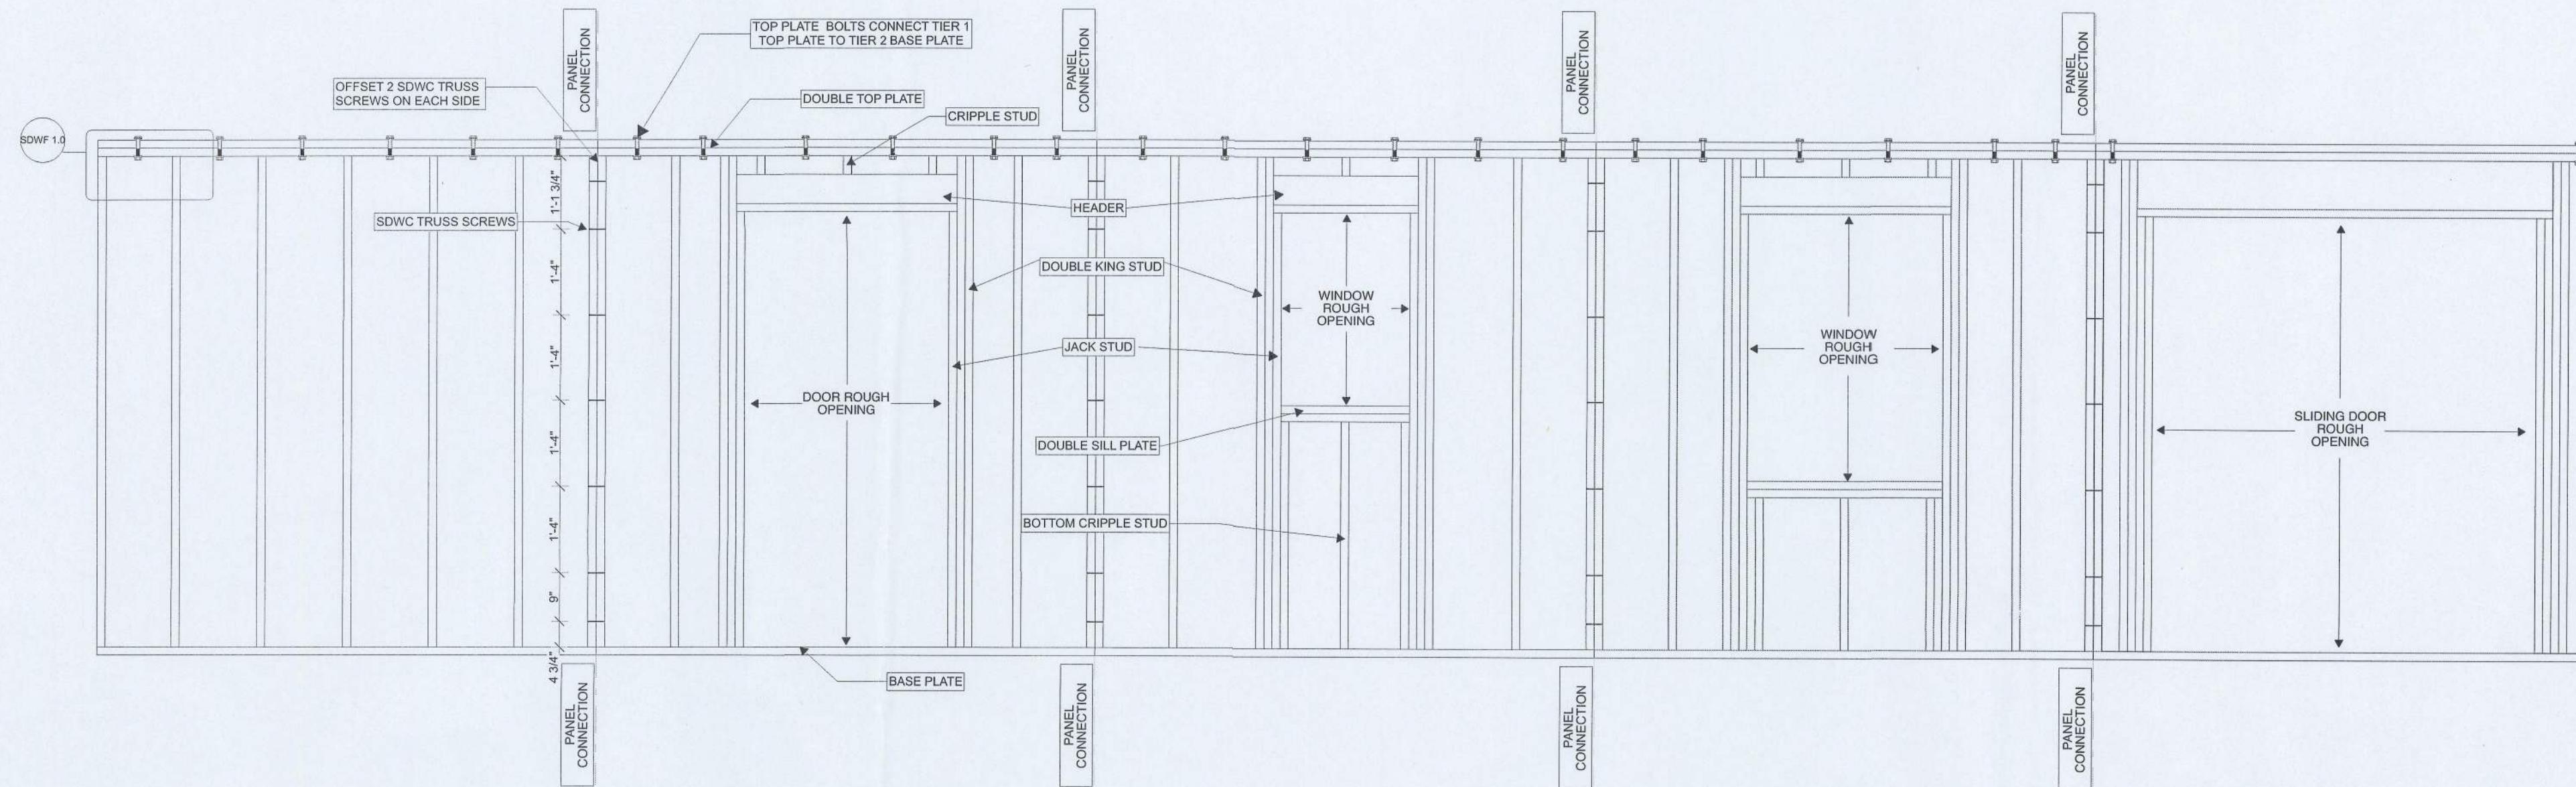 PANEL
CONNECTION
TOP PLATE BOLTS CONNECT TIER 1
TOP PLATE TO TIER 2 BASE PLATE
PANEL
CONNECTION
PANEL
CONNECTION
PANEL
CONNECTION
OFFSET 2 SDWC TRUSS
SCREWS ON EACH SIDE
DOUBLE TOP PLATE
CRIPPLE STUD
SDWF 1.0
1'-1 3/4"
SDWC TRUSS SCREWS
HEADER
1'-4"
DOUBLE KING STUD
WINDOW
ROUGH
OPENING
1'-4"
JACK STUD
WINDOW
ROUGH
OPENING
DOOR ROUGH
OPENING
SLIDING DOOR
ROUGH
OPENING
1'-4"
DOUBLE SILL PLATE
1'-4"
BOTTOM CRIPPLE STUD
9"
4 3/4"
BASE PLATE
PANEL
CONNECTION
PANEL
CONNECTION
PANEL
CONNECTION
PANEL
CONNECTION